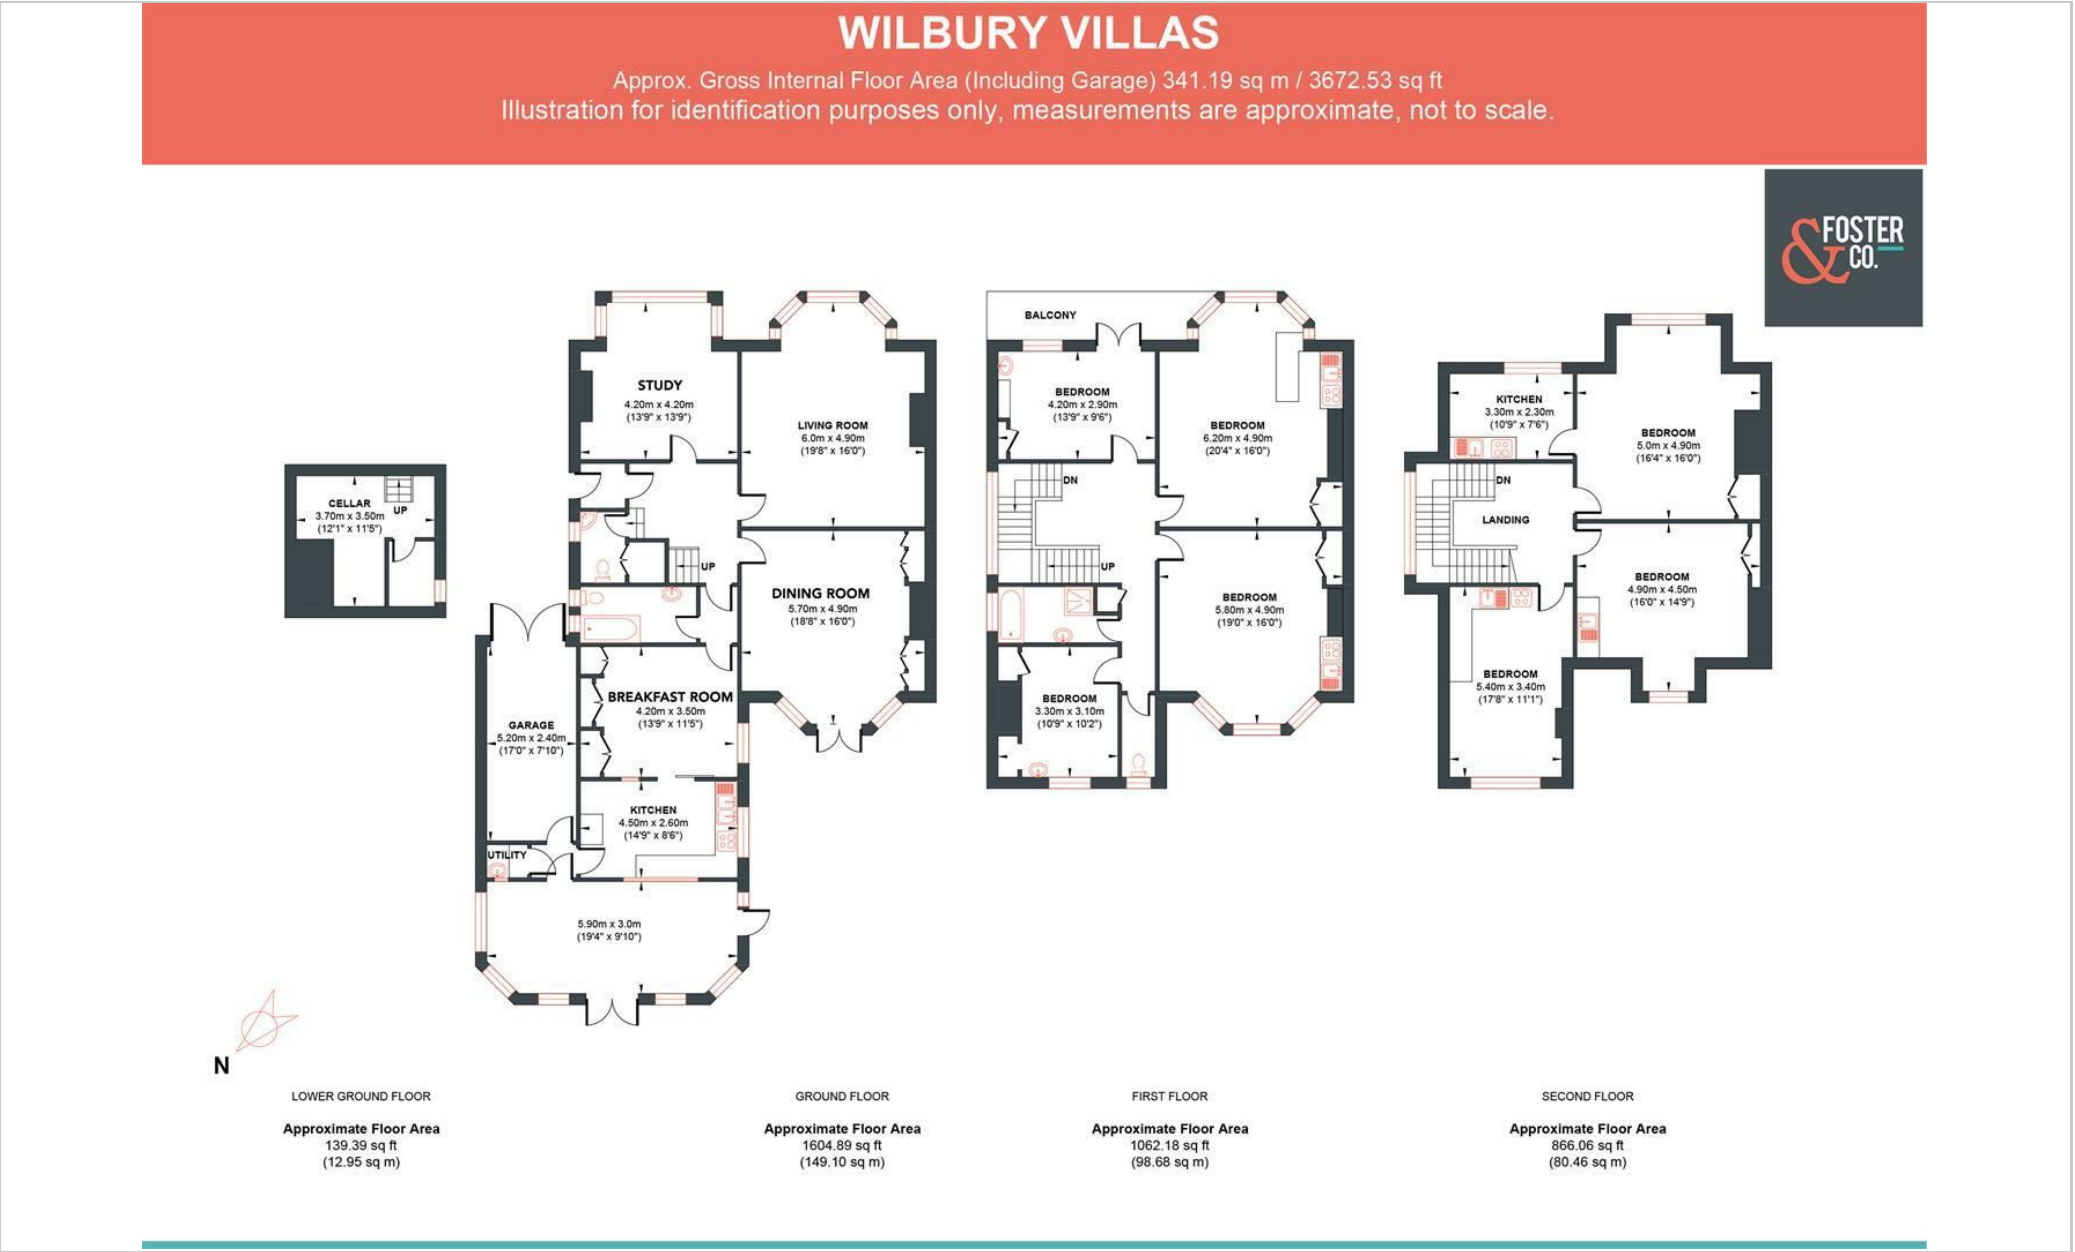 WILBURY VILLAS
Approx. Gross Internal Floor Area (Including Garage) 341.19 sq m / 3672.53 sq ft
Illustration for identification purposes only, measurements are approximate, not to scale.
& FOSTER
CO.
CELLAR
3.70m x 3.50m
(12'1" x 11'5")
UP
STUDY
4.20m x 4.20m
(13'9" x 13'9")
LIVING ROOM
6.0m x 4.90m
(19'8" x 16'0")
UP
DINING ROOM
5.70m x 4.90m
(18'8" x 16'0")
BREAKFAST ROOM
4.20m x 3.50m
(13'9" x 11'5")
GARAGE
5.20m x 2.40m
(17'0" x 7'10")
KITCHEN
4.50m x 2.60m
(14'9" x 8'6")
UTILITY
5.90m x 3.0m
(19'4" x 9'10")
BALCONY
BEDROOM
4.20m x 2.90m
(13'9" x 9'6")
BEDROOM
6.20m x 4.90m
(20'4" x 16'0")
DN
UP
BEDROOM
5.80m x 4.90m
(19'0" x 16'0")
BEDROOM
3.30m x 3.10m
(10'9" x 10'2")
KITCHEN
3.30m x 2.30m
(10'9" x 7'6")
BEDROOM
5.0m x 4.90m
(16'4" x 16'0")
DN
LANDING
BEDROOM
4.90m x 4.50m
(16'0" x 14'9")
BEDROOM
5.40m x 3.40m
(17'8" x 11'1")
N
LOWER GROUND FLOOR
Approximate Floor Area
139.39 sq ft
(12.95 sq m)
GROUND FLOOR
Approximate Floor Area
1604.89 sq ft
(149.10 sq m)
FIRST FLOOR
Approximate Floor Area
1062.18 sq ft
(98.68 sq m)
SECOND FLOOR
Approximate Floor Area
866.06 sq ft
(80.46 sq m)